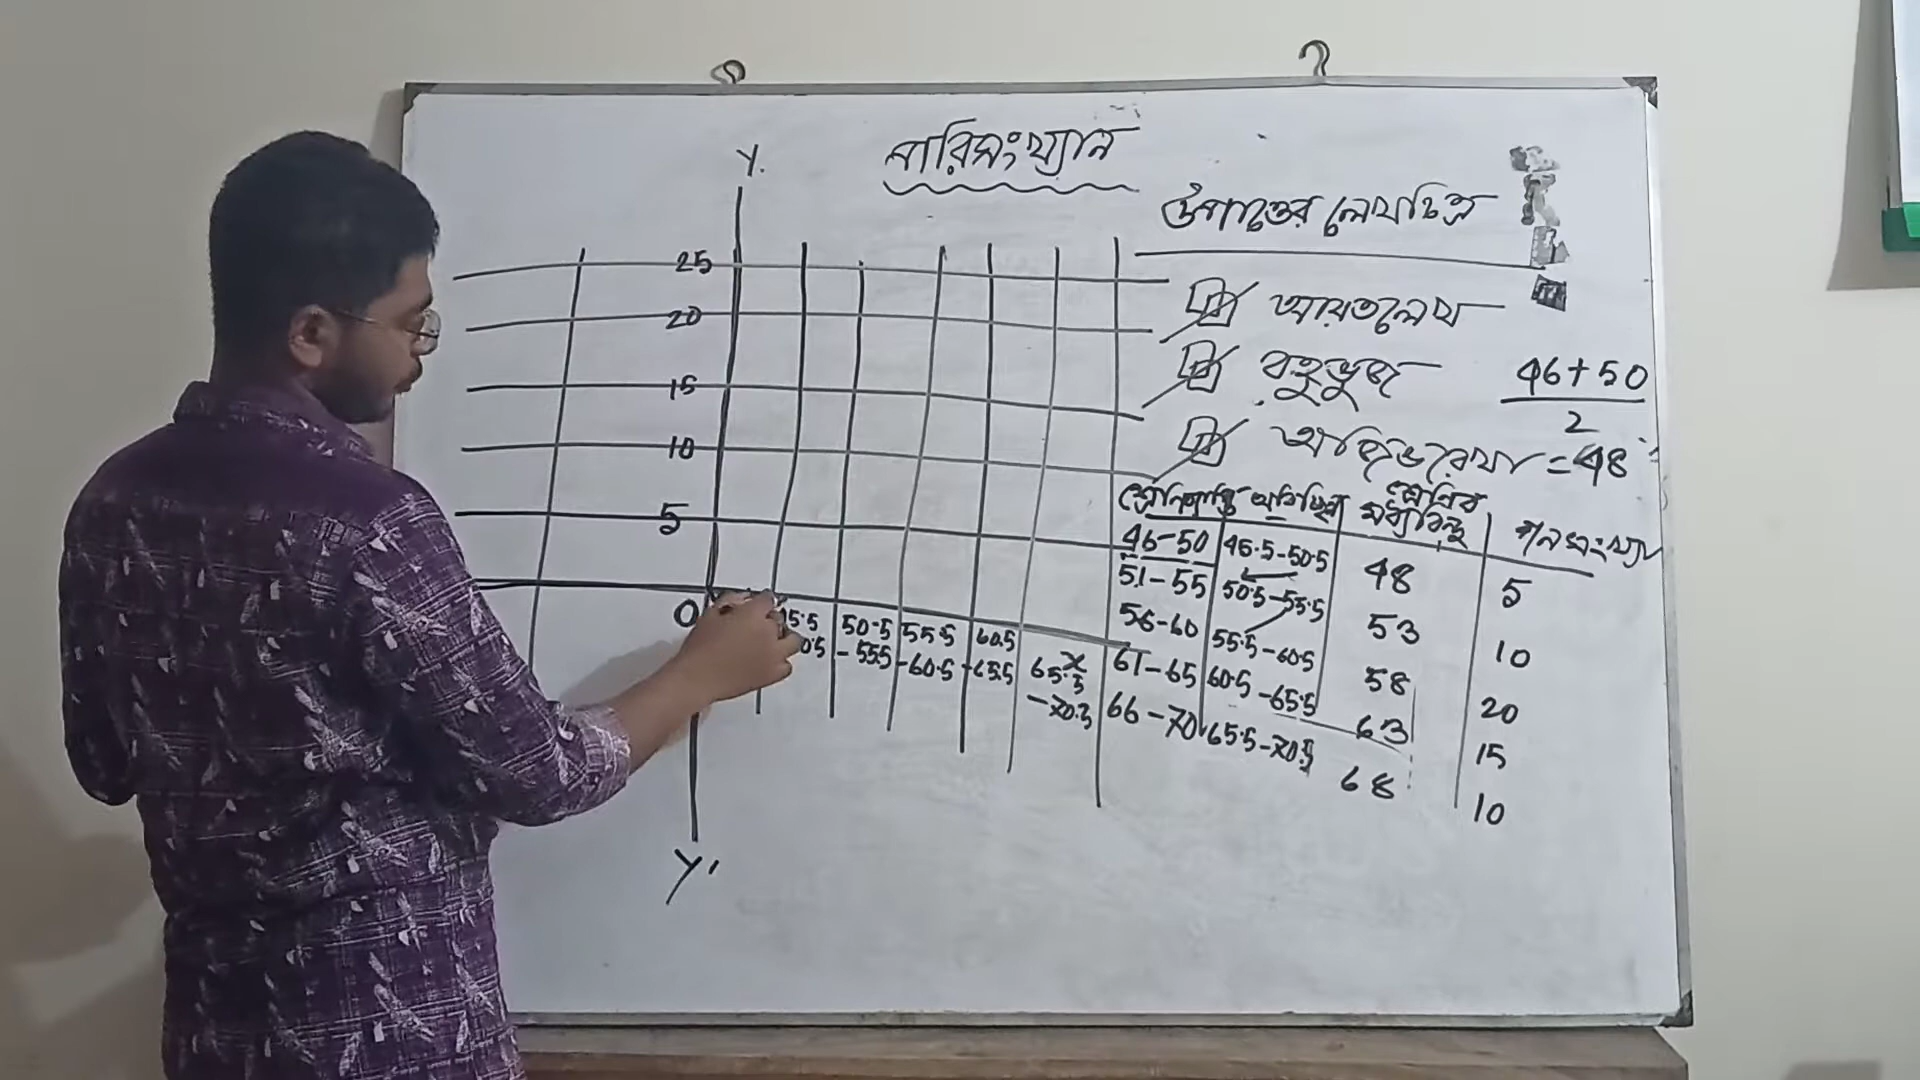 পরিসংখ্যান
উপাত্তের লেখচিত্র
আয়তলেখ
বহুভুজ
অজিভরেখা
46+50
2
=48
Y
25
20
15
10
5
0
Y'
X
45.5
50.5 - 55.5
55.5 - 60.5
60.5 - 65.5
65.5 - 70.5
শ্রেনিব্যাপ্তি অবিচ্ছিন্ন শ্রেনির মধ্যবিন্দু গনসংখ্যা
46-50 45.5-50.5 48 5
51-55 50.5-55.5 53 10
56-60 55.5-60.5 58 20
61-65 60.5-65.5 63 15
66-70 65.5-70.5 68 10